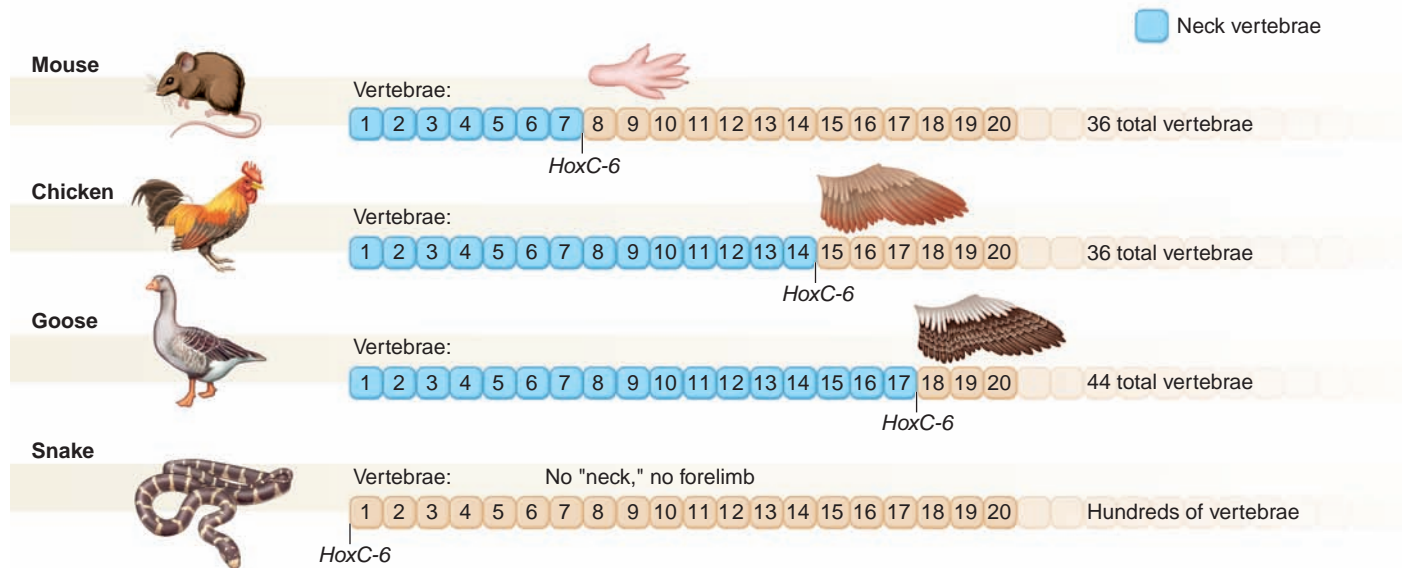 Neck vertebrae
Mouse
Vertebrae:
1 2 3 4 5 6 7 8 9 10 11 12 13 14 15 16 17 18 19 20 36 total vertebrae
HoxC-6
Chicken
Vertebrae:
1 2 3 4 5 6 7 8 9 10 11 12 13 14 15 16 17 18 19 20 36 total vertebrae
HoxC-6
Goose
Vertebrae:
1 2 3 4 5 6 7 8 9 10 11 12 13 14 15 16 17 18 19 20 44 total vertebrae
HoxC-6
Snake
Vertebrae: No "neck," no forelimb
1 2 3 4 5 6 7 8 9 10 11 12 13 14 15 16 17 18 19 20 Hundreds of vertebrae
HoxC-6